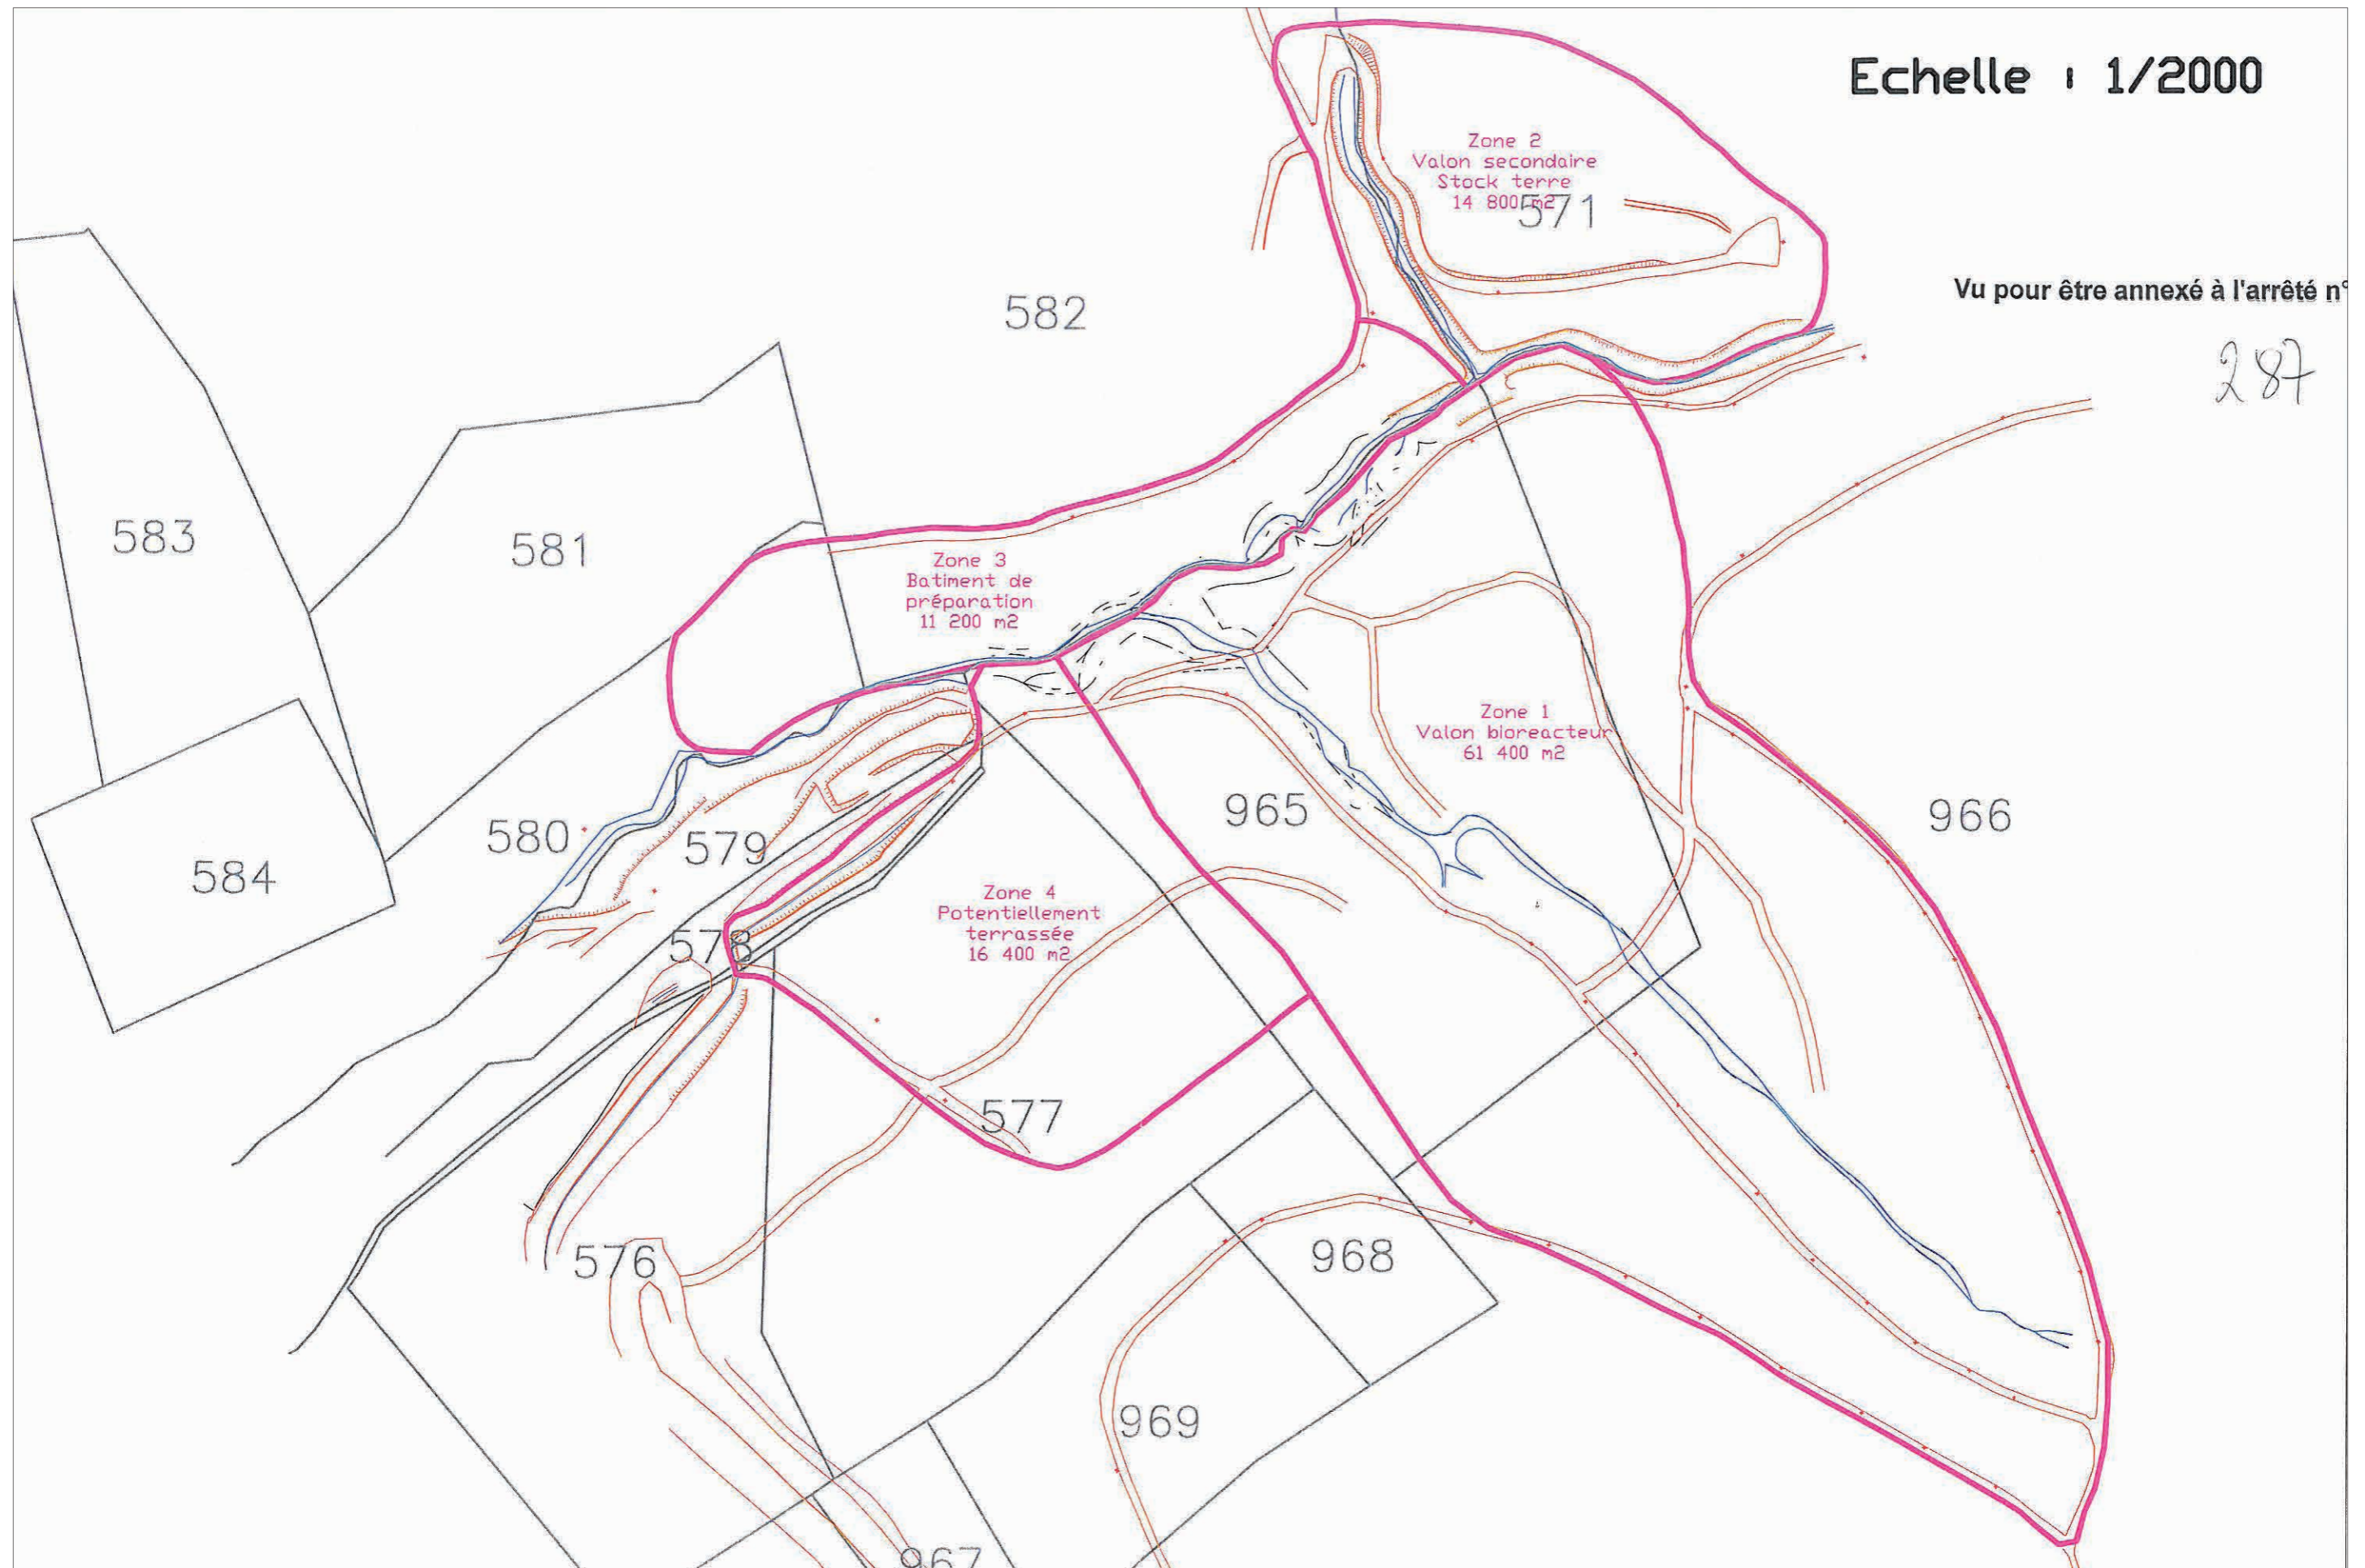 Echelle : 1/2000
Zone 2
Valon secondaire
Stock terre
14 800 m2
571
Vu pour être annexé à l'arrêté n°
287
582
583
581
Zone 3
Batiment de
préparation
11 200 m2
Zone 1
Valon bioreacteur
61 400 m2
965
966
580
579
584
Zone 4
Potentiellement
terrassée
16 400 m2
578
577
576
968
969
967